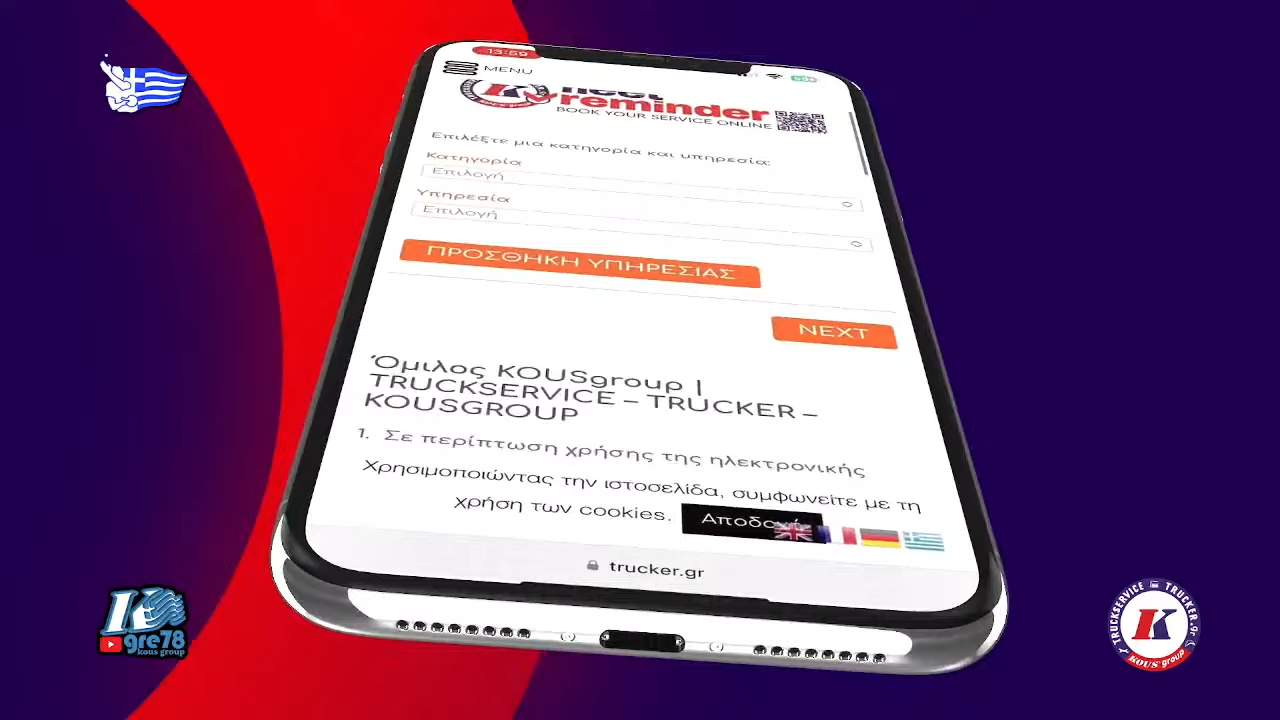 13:59
MENU
reminder
BOOK YOUR SERVICE ONLINE
Επιλέξτε μια κατηγορία και υπηρεσία:
Κατηγορία
Επιλογή
Υπηρεσία
Επιλογή
ΠΡΟΣΘΗΚΗ ΥΠΗΡΕΣΙΑΣ
NEXT
Όμιλος KOUSgroup |
TRUCKSERVICE – TRUCKER –
KOUSGROUP
1. Σε περίπτωση χρήσης της ηλεκτρονικής
Χρησιμοποιώντας την ιστοσελίδα, συμφωνείτε με τη
χρήση των cookies.
trucker.gr
gre78
kous group
TRUCKSERVICE TRUCKER.gr
K
KOUS group